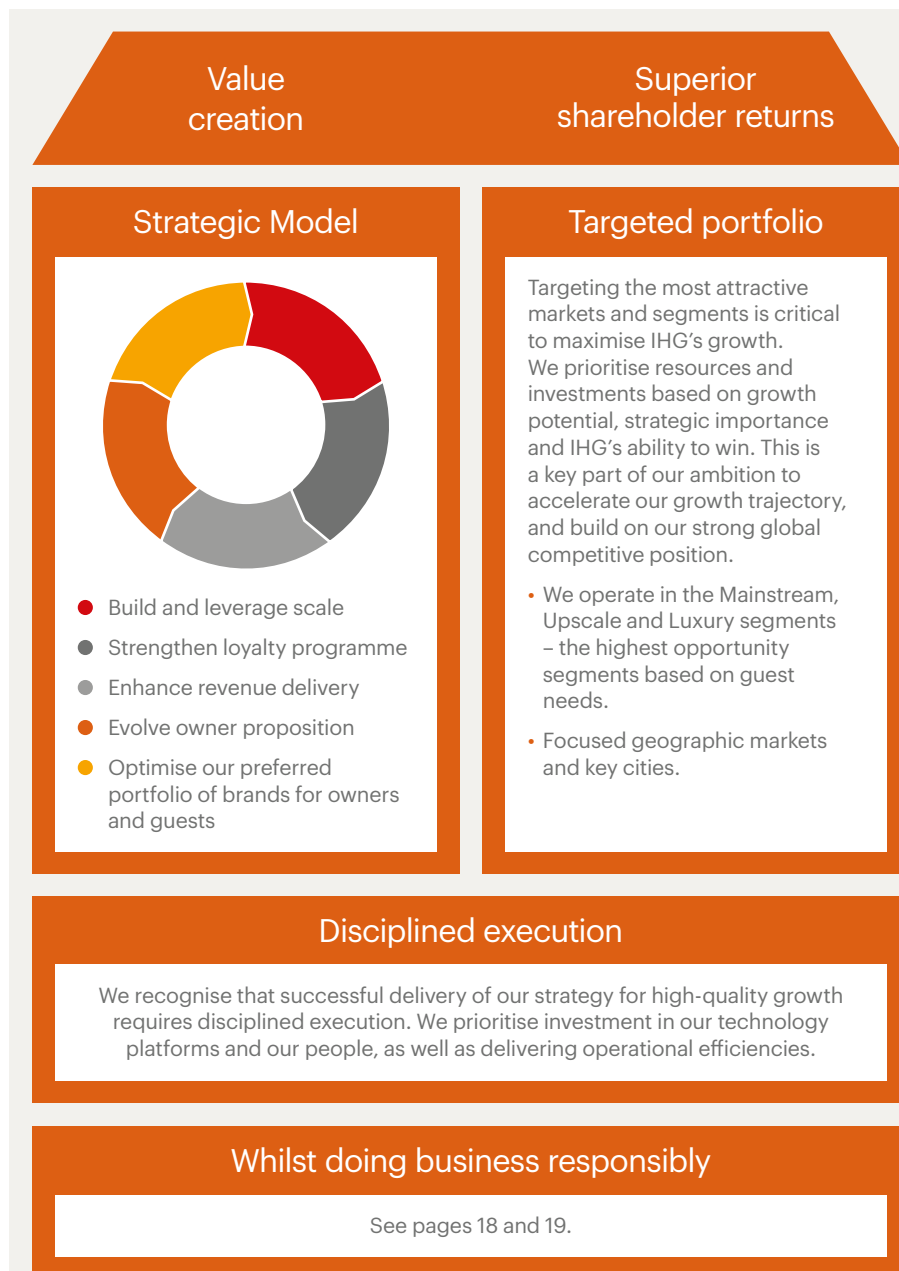 Value
creation
Superior
shareholder returns
Strategic Model
Build and leverage scale
Strengthen loyalty programme
Enhance revenue delivery
Evolve owner proposition
Optimise our preferred
portfolio of brands for owners
and guests
Targeted portfolio
Targeting the most attractive
markets and segments is critical
to maximise IHG’s growth.
We prioritise resources and
investments based on growth
potential, strategic importance
and IHG’s ability to win. This is
a key part of our ambition to
accelerate our growth trajectory,
and build on our strong global
competitive position.
• We operate in the Mainstream,
Upscale and Luxury segments
– the highest opportunity
segments based on guest
needs.
• Focused geographic markets
and key cities.
Disciplined execution
We recognise that successful delivery of our strategy for high-quality growth
requires disciplined execution. We prioritise investment in our technology
platforms and our people, as well as delivering operational efficiencies.
Whilst doing business responsibly
See pages 18 and 19.